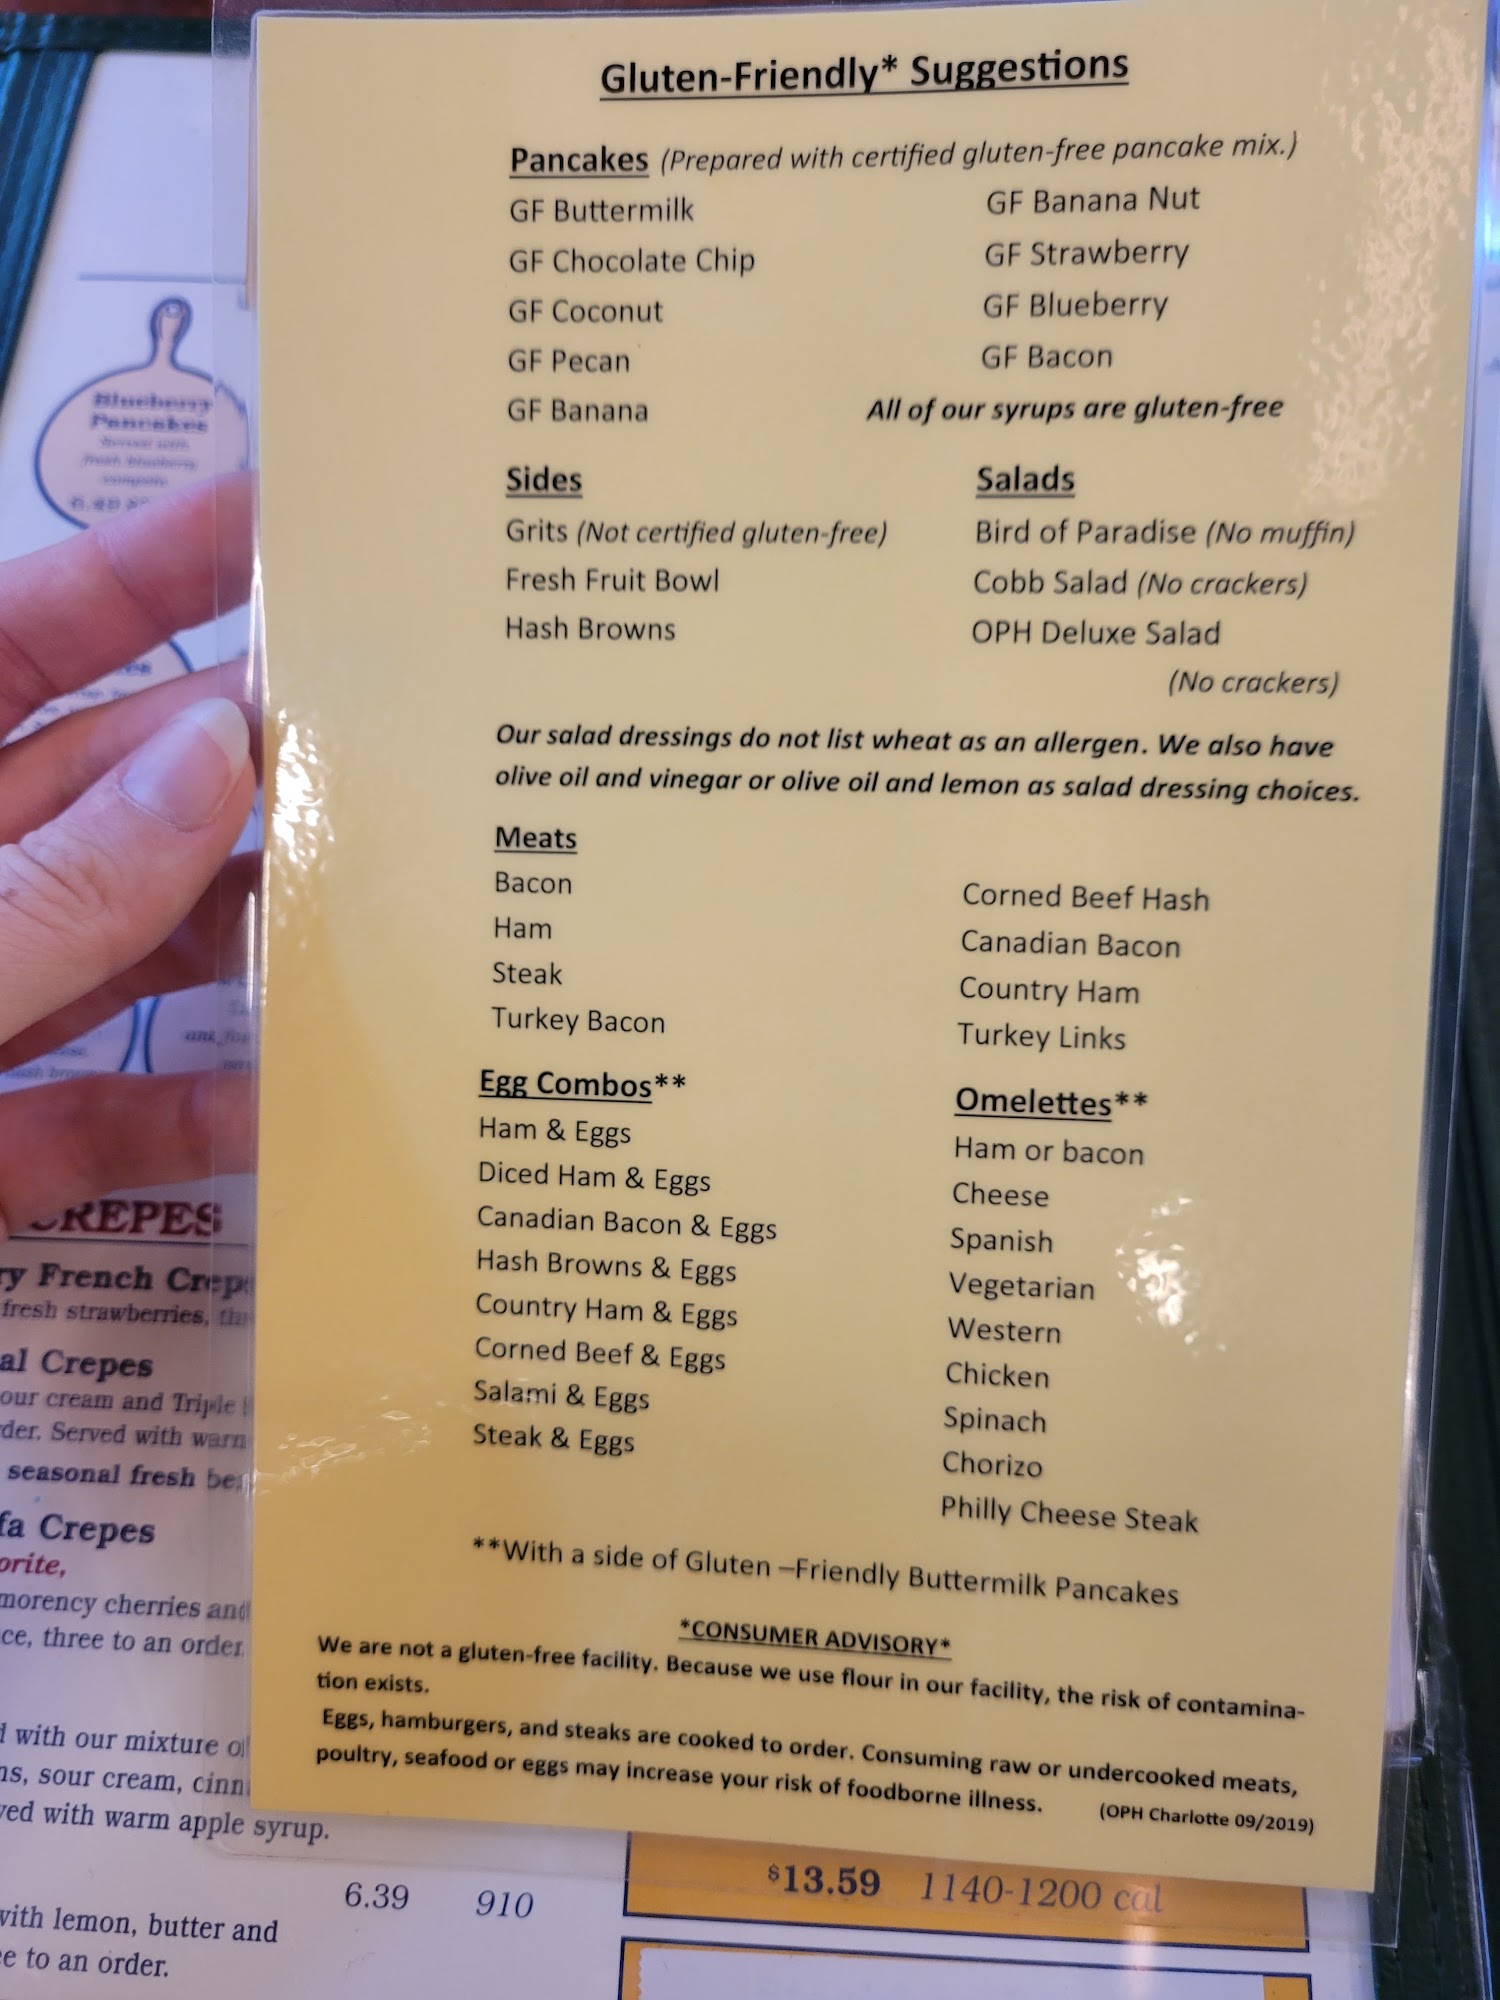 Gluten-Friendly* Suggestions
Pancakes (Prepared with certified gluten-free pancake mix.)
GF Buttermilk
GF Chocolate Chip
GF Coconut
GF Pecan
GF Banana
GF Banana Nut
GF Strawberry
GF Blueberry
GF Bacon
All of our syrups are gluten-free
Sides
Grits (Not certified gluten-free)
Fresh Fruit Bowl
Hash Browns
Salads
Bird of Paradise (No muffin)
Cobb Salad (No crackers)
OPH Deluxe Salad
(No crackers)
Our salad dressings do not list wheat as an allergen. We also have
olive oil and vinegar or olive oil and lemon as salad dressing choices.
Meats
Bacon
Ham
Steak
Turkey Bacon
Corned Beef Hash
Canadian Bacon
Country Ham
Turkey Links
Egg Combos**
Ham & Eggs
Diced Ham & Eggs
Canadian Bacon & Eggs
Hash Browns & Eggs
Country Ham & Eggs
Corned Beef & Eggs
Salami & Eggs
Steak & Eggs
Omelettes**
Ham or bacon
Cheese
Spanish
Vegetarian
Western
Chicken
Spinach
Chorizo
Philly Cheese Steak
**With a side of Gluten –Friendly Buttermilk Pancakes
*CONSUMER ADVISORY*
We are not a gluten-free facility. Because we use flour in our facility, the risk of contamina-
tion exists.
Eggs, hamburgers, and steaks are cooked to order. Consuming raw or undercooked meats,
poultry, seafood or eggs may increase your risk of foodborne illness. (OPH Charlotte 09/2019)
Blueberry
Pancakes
CREPES
French
fresh strawberries,
Crepes
sour cream and Triple
Served with warm
seasonal fresh
Crepes
three to an order.
with our mixture
sour cream,
with warm apple syrup.
6.39 910
with lemon, butter and
to an order.
$13.59 1140-1200 cal